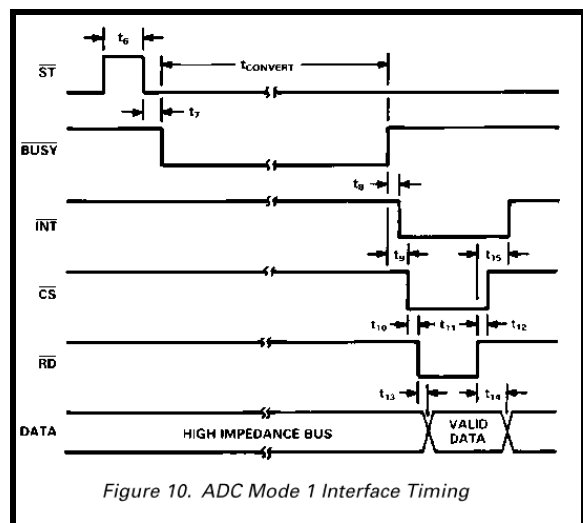 t6
ST
tCONVERT
t7
BUSY
t8
INT
t9
t15
CS
t10
t11
t12
RD
t13
t14
DATA
HIGH IMPEDANCE BUS
VALID
DATA
Figure 10. ADC Mode 1 Interface Timing